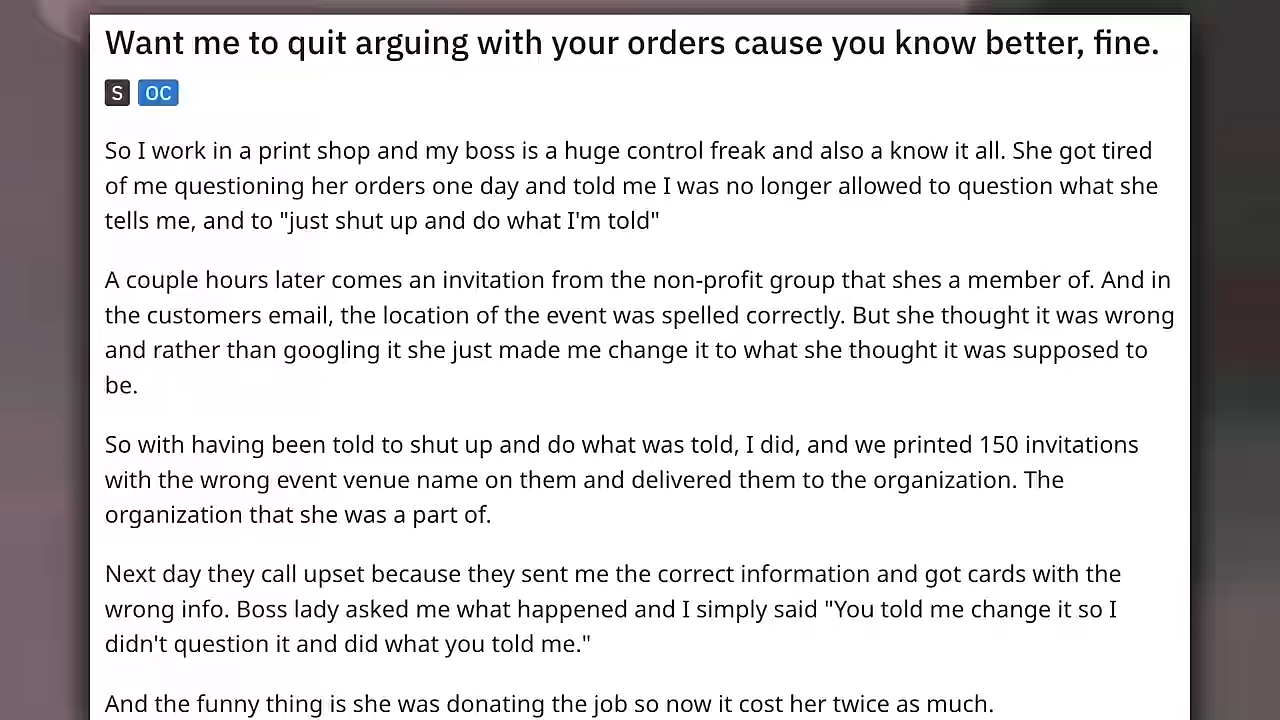 Want me to quit arguing with your orders cause you know better, fine.
S OC
So I work in a print shop and my boss is a huge control freak and also a know it all. She got tired
of me questioning her orders one day and told me I was no longer allowed to question what she
tells me, and to "just shut up and do what I'm told"
A couple hours later comes an invitation from the non-profit group that shes a member of. And in
the customers email, the location of the event was spelled correctly. But she thought it was wrong
and rather than googling it she just made me change it to what she thought it was supposed to
be.
So with having been told to shut up and do what was told, I did, and we printed 150 invitations
with the wrong event venue name on them and delivered them to the organization. The
organization that she was a part of.
Next day they call upset because they sent me the correct information and got cards with the
wrong info. Boss lady asked me what happened and I simply said "You told me change it so I
didn't question it and did what you told me."
And the funny thing is she was donating the job so now it cost her twice as much.